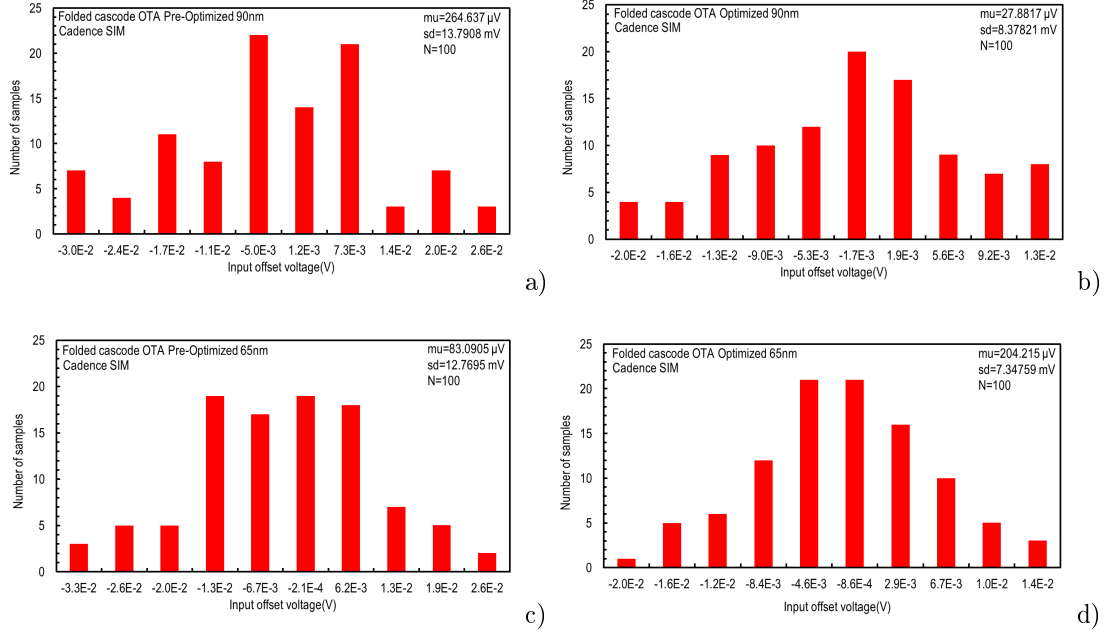 Folded cascode OTA Pre-Optimized 90nm
Cadence SIM
mu=264.637 µV
sd=13.7908 mV
N=100
Number of samples
25
20
15
10
5
0
-3.0E-2 -2.4E-2 -1.7E-2 -1.1E-2 -5.0E-3 1.2E-3 7.3E-3 1.4E-2 2.0E-2 2.6E-2
Input offset voltage(V)
a)
Folded cascode OTA Optimized 90nm
Cadence SIM
mu=27.8817 µV
sd=8.37821 mV
N=100
Number of samples
25
20
15
10
5
0
-2.0E-2 -1.6E-2 -1.3E-2 -9.0E-3 -5.3E-3 -1.7E-3 1.9E-3 5.6E-3 9.2E-3 1.3E-2
Input offset voltage(V)
b)
Folded cascode OTA Pre-Optimized 65nm
Cadence SIM
mu=83.0905 µV
sd=12.7695 mV
N=100
Number of samples
25
20
15
10
5
0
-3.3E-2 -2.6E-2 -2.0E-2 -1.3E-2 -6.7E-3 -2.1E-4 6.2E-3 1.3E-2 1.9E-2 2.6E-2
Input offset voltage(V)
c)
Folded cascode OTA Optimized 65nm
Cadence SIM
mu=204.215 µV
sd=7.34759 mV
N=100
Number of samples
25
20
15
10
5
0
-2.0E-2 -1.6E-2 -1.2E-2 -8.4E-3 -4.6E-3 -8.6E-4 2.9E-3 6.7E-3 1.0E-2 1.4E-2
Input offset voltage(V)
d)